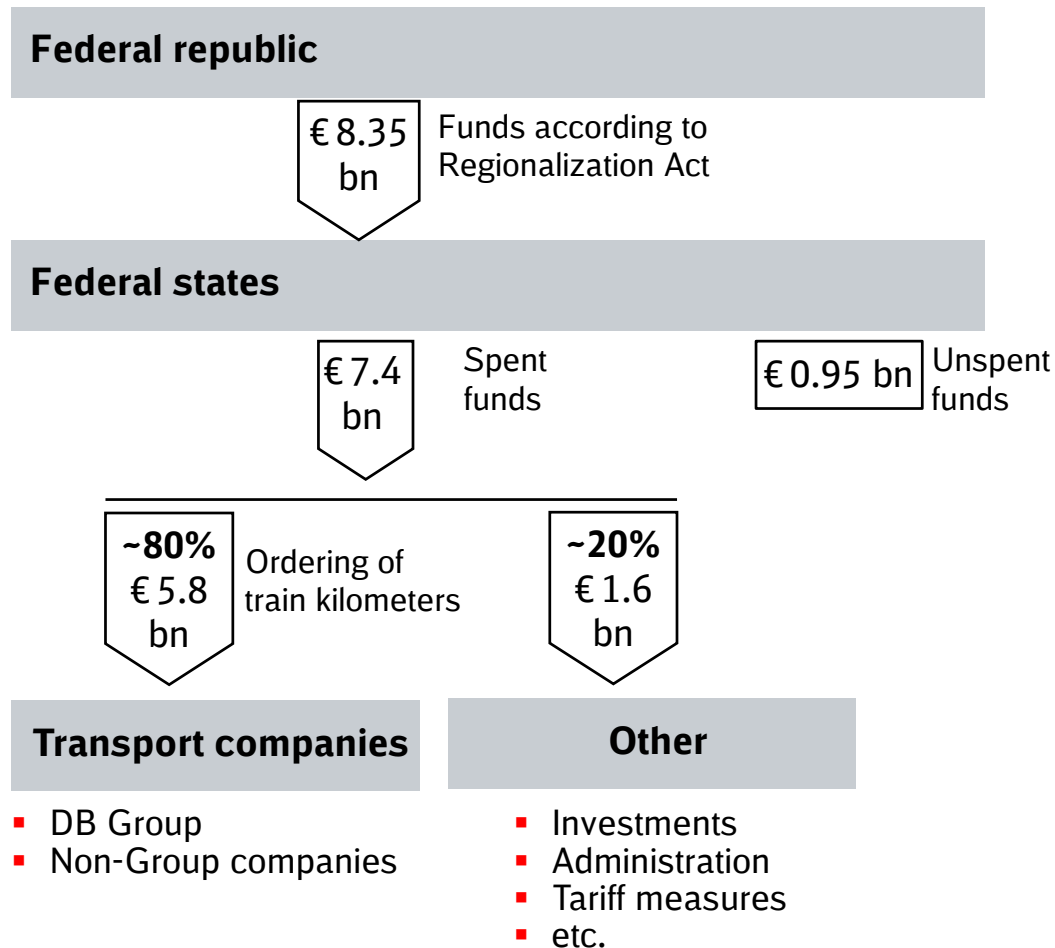 Federal republic
€ 8.35
bn
Funds according to
Regionalization Act
Federal states
€ 7.4
bn
Spent
funds
€ 0.95 bn
Unspent
funds
~80%
€ 5.8
bn
Ordering of
train kilometers
~20%
€ 1.6
bn
Transport companies
▪ DB Group
▪ Non-Group companies
Other
▪ Investments
▪ Administration
▪ Tariff measures
▪ etc.